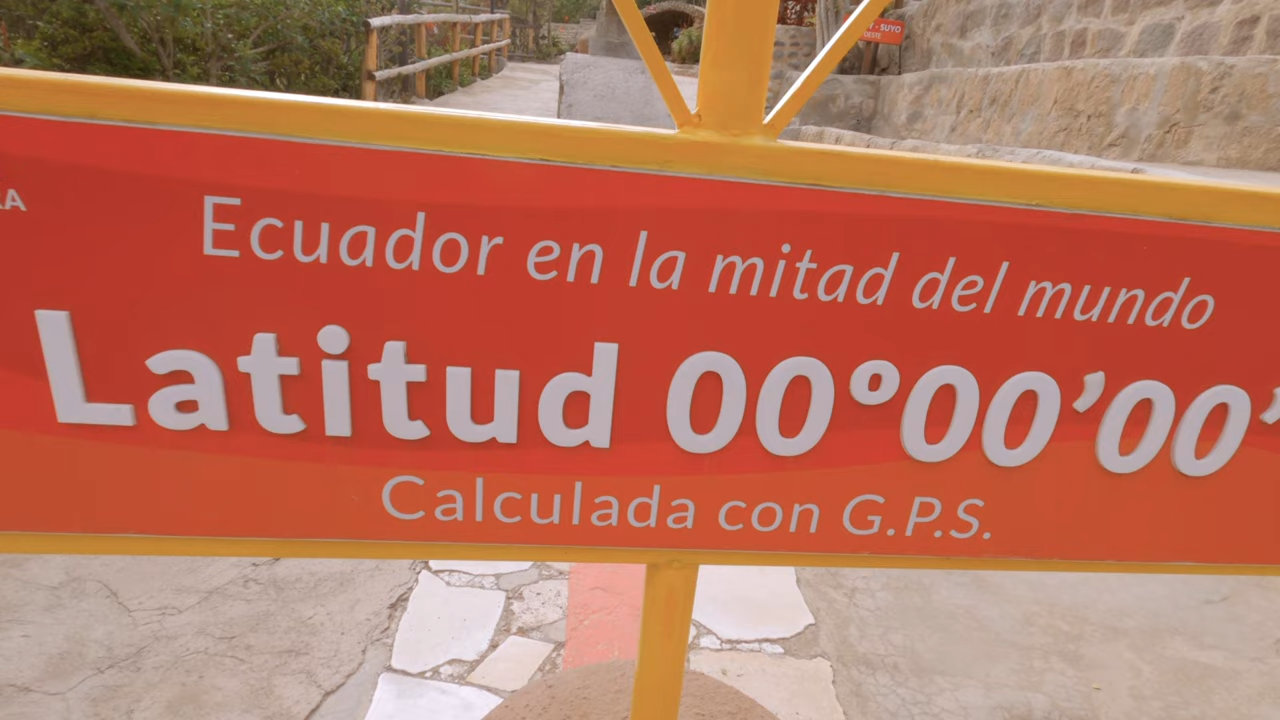 Ecuador en la mitad del mundo
Latitud 00°00’00’
Calculada con G.P.S.